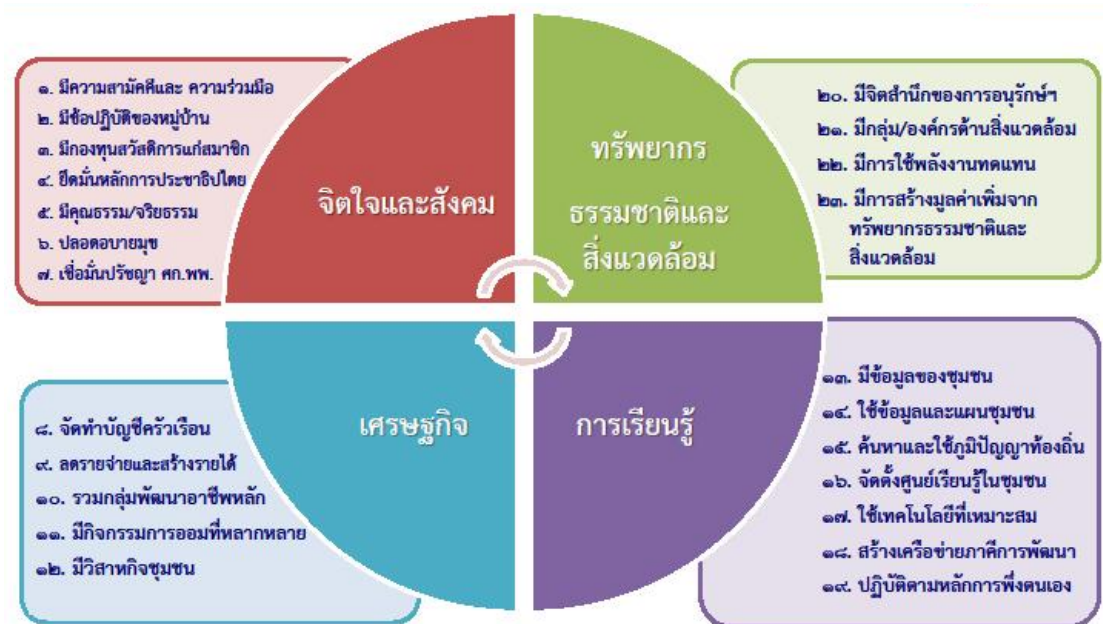 ๑. มีความสามัคคีและ ความร่วมมือ
๒. มีข้อปฏิบัติของหมู่บ้าน
๓. มีกองทุนสวัสดิการแก่สมาชิก
๔. ยึดมั่นหลักการประชาธิปไตย
๕. มีคุณธรรม/จริยธรรม
๖. ปลอดอบายมุข
๗. เชื่อมั่นปรัชญา ศก.พพ.
จิตใจและสังคม
ทรัพยากร
ธรรมชาติและ
สิ่งแวดล้อม
๒๐. มีจิตสำนึกของการอนุรักษ์ฯ
๒๑. มีกลุ่ม/องค์กรด้านสิ่งแวดล้อม
๒๒. มีการใช้พลังงานทดแทน
๒๓. มีการสร้างมูลค่าเพิ่มจาก
ทรัพยากรธรรมชาติและ
สิ่งแวดล้อม
๘. จัดทำบัญชีครัวเรือน
๙. ลดรายจ่ายและสร้างรายได้
๑๐. รวมกลุ่มพัฒนาอาชีพหลัก
๑๑. มีกิจกรรมการออมที่หลากหลาย
๑๒. มีวิสาหกิจชุมชน
เศรษฐกิจ
การเรียนรู้
๑๓. มีข้อมูลของชุมชน
๑๔. ใช้ข้อมูลและแผนชุมชน
๑๕. ค้นหาและใช้ภูมิปัญญาท้องถิ่น
๑๖. จัดตั้งศูนย์เรียนรู้ในชุมชน
๑๗. ใช้เทคโนโลยีที่เหมาะสม
๑๘. สร้างเครือข่ายภาคีการพัฒนา
๑๙. ปฏิบัติตามหลักการพึ่งตนเอง